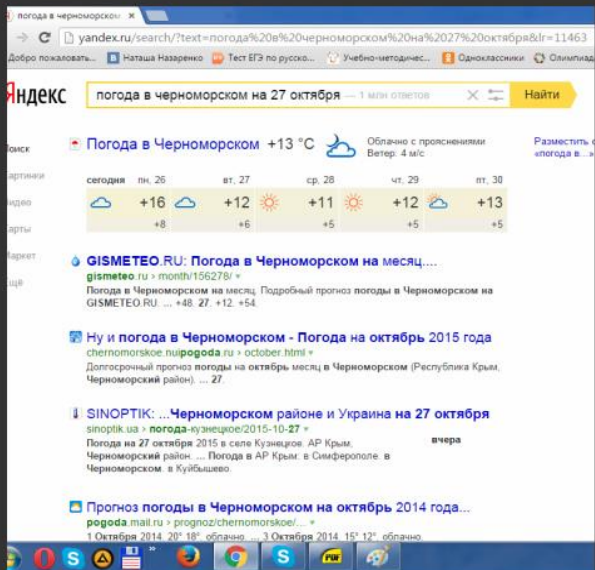 погода в черноморском
yandex.ru/search/?text=погода%20в%20черноморском%20на%2027%20октября&lr=11463
Добро пожаловать... Наташа Назаренко Тест ЕГЭ по русско... Учебно-методичес... Одноклассники Олимпиад
Яндекс погода в черноморском на 27 октября — 1 млн ответов Найти
Погода в Черноморском +13 °C Облачно с прояснениями
Ветер: 4 м/с
Разместить
«погода в...»
Поиск
Картинки
Видео
Карты
Маркет
Ещё
сегодня пн, 26 вт, 27 ср, 28 чт, 29 пт, 30
+16 +12 +11 +12 +13
+8 +6 +5 +5 +5
GISMETEO.RU: Погода в Черноморском на месяц....
gismeteo.ru › month/156278/
Погода в Черноморском на месяц. Подробный прогноз погоды в Черноморском на
GISMETEO.RU. ... +48. 27. +12. +54.
Ну и погода в Черноморском - Погода на октябрь 2015 года
chernomorskoe.nuipogoda.ru › october.html
Долгосрочный прогноз погоды на октябрь месяц в Черноморском (Республика Крым,
Черноморский район). ... 27.
SINOPTIK: ...Черноморском районе и Украина на 27 октября
sinoptik.ua › погода-кузнецкое/2015-10-27
Погода на 27 октября 2015 в селе Кузнецкое. АР Крым,
Черноморский район. ... Погода в АР Крым: в Симферополе. в
Черноморском. в Куйбышево.
вчера
Прогноз погоды в Черноморском на октябрь 2014 года...
pogoda.mail.ru › prognoz/chernomorskoe/...
1 Октября 2014. 20° 18°. облачно. ... 3 Октября 2014. 15° 12°. облачно.
PDF